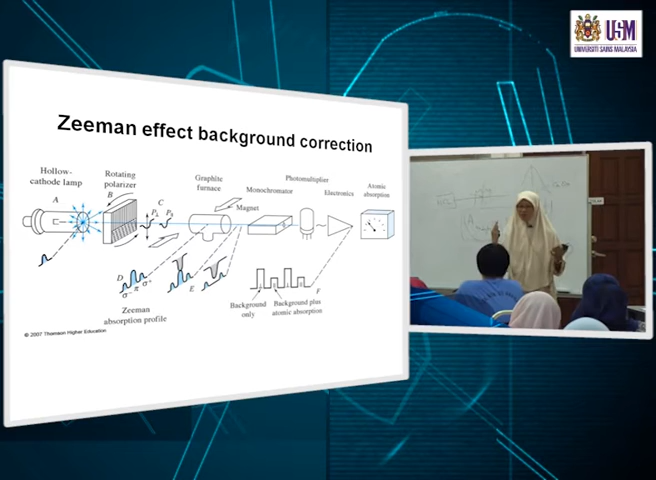 USM
UNIVERSITI SAINS MALAYSIA
Zeeman effect background correction
Hollow-
cathode lamp
Rotating
polarizer
Graphite
furnace
Photomultiplier
Monochromator
Electronics
Atomic
absorption
A
B
C
P⊥ P∥
Magnet
D
σ⁻ π σ⁺
E
F
Zeeman
absorption profile
Background
only
Background plus
atomic absorption
© 2007 Thomson Higher Education